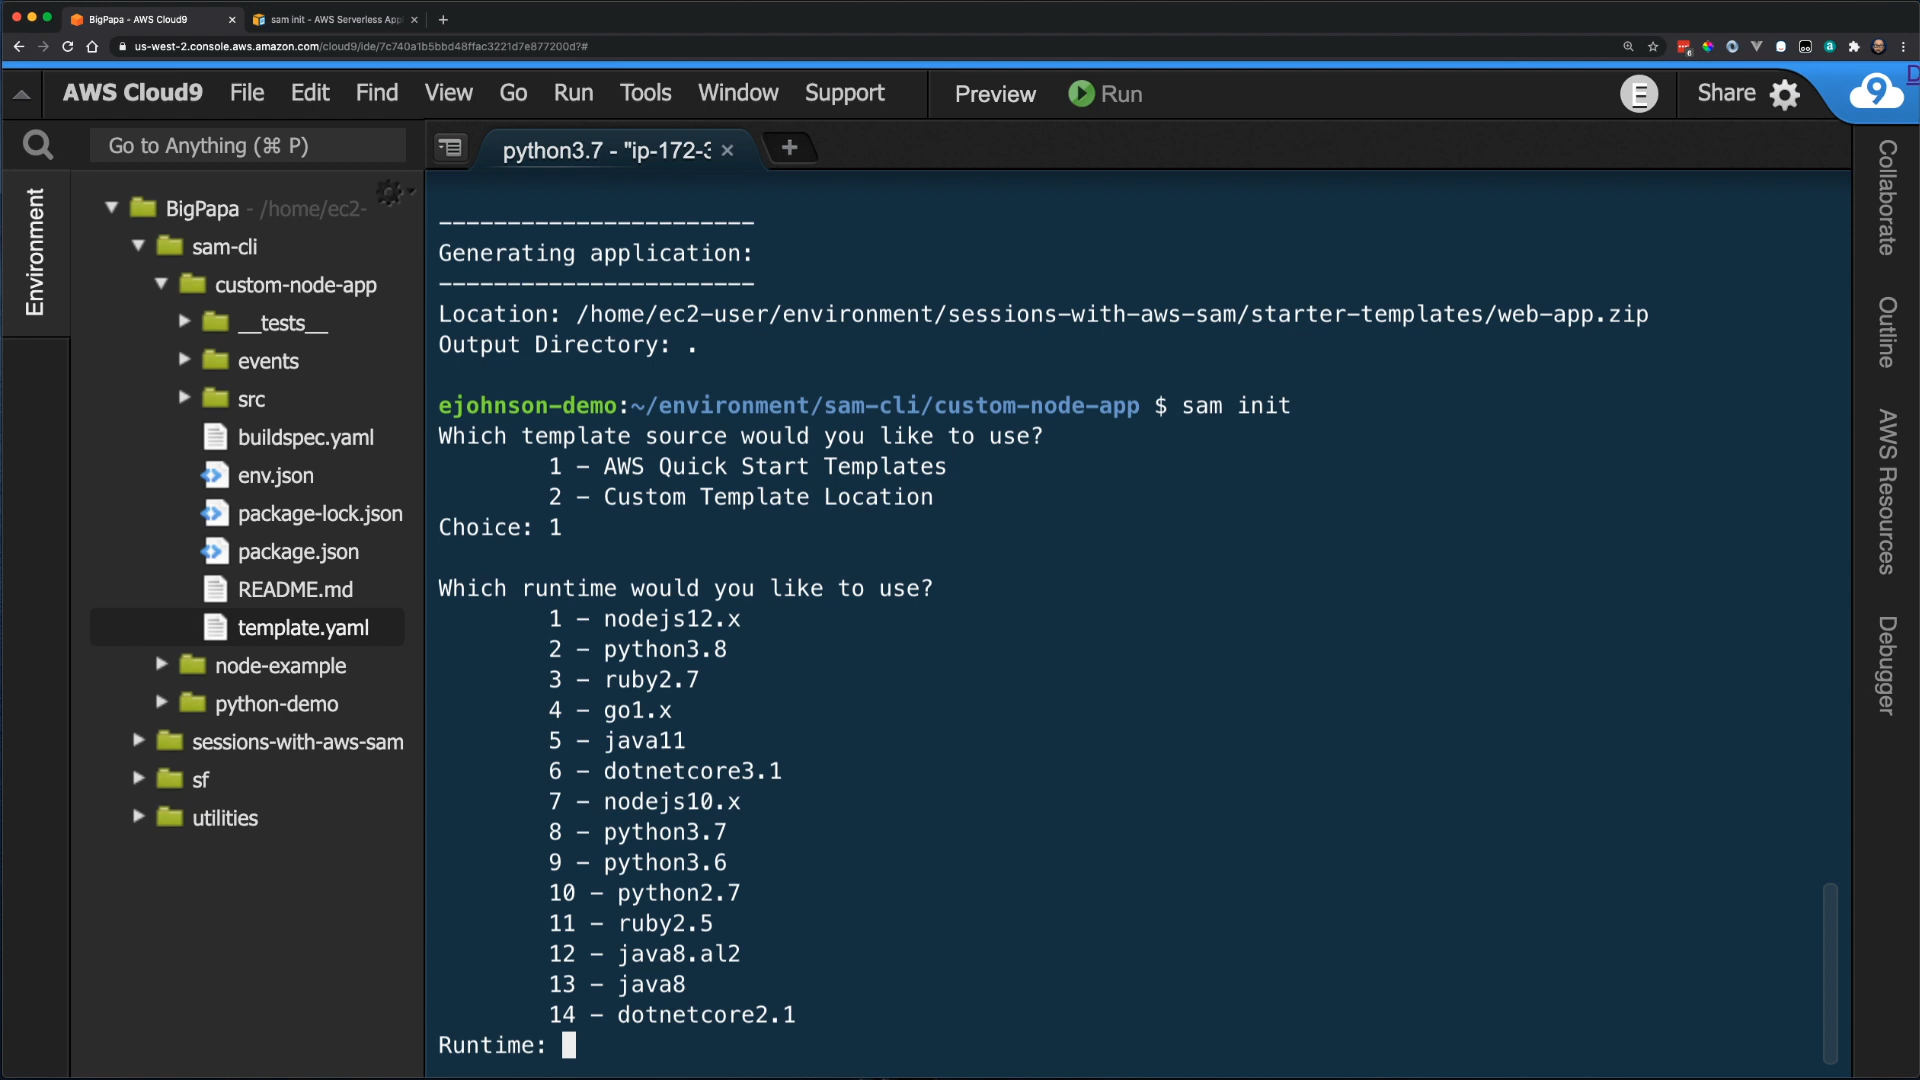 BigPapa - AWS Cloud9
sam init - AWS Serverless Appl
us-west-2.console.aws.amazon.com/cloud9/ide/7c740a1b5bbd48ffac3221d7e877200d?#
AWS Cloud9 File Edit Find View Go Run Tools Window Support Preview Run E Share 9
Go to Anything (⌘ P)
python3.7 - "ip-172-3
Environment
BigPapa - /home/ec2-
sam-cli
custom-node-app
__tests__
events
src
buildspec.yaml
env.json
package-lock.json
package.json
README.md
template.yaml
node-example
python-demo
sessions-with-aws-sam
sf
utilities
-----------------------
Generating application:
-----------------------
Location: /home/ec2-user/environment/sessions-with-aws-sam/starter-templates/web-app.zip
Output Directory: .
ejohnson-demo:~/environment/sam-cli/custom-node-app $ sam init
Which template source would you like to use?
1 - AWS Quick Start Templates
2 - Custom Template Location
Choice: 1
Which runtime would you like to use?
1 - nodejs12.x
2 - python3.8
3 - ruby2.7
4 - go1.x
5 - java11
6 - dotnetcore3.1
7 - nodejs10.x
8 - python3.7
9 - python3.6
10 - python2.7
11 - ruby2.5
12 - java8.al2
13 - java8
14 - dotnetcore2.1
Runtime:
Collaborate
Outline
AWS Resources
Debugger